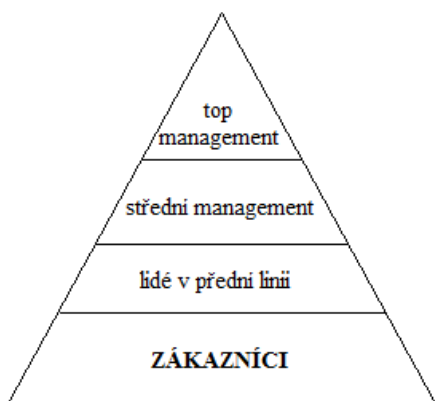 top
management
střední management
lidé v přední linii
ZÁKAZNÍCI